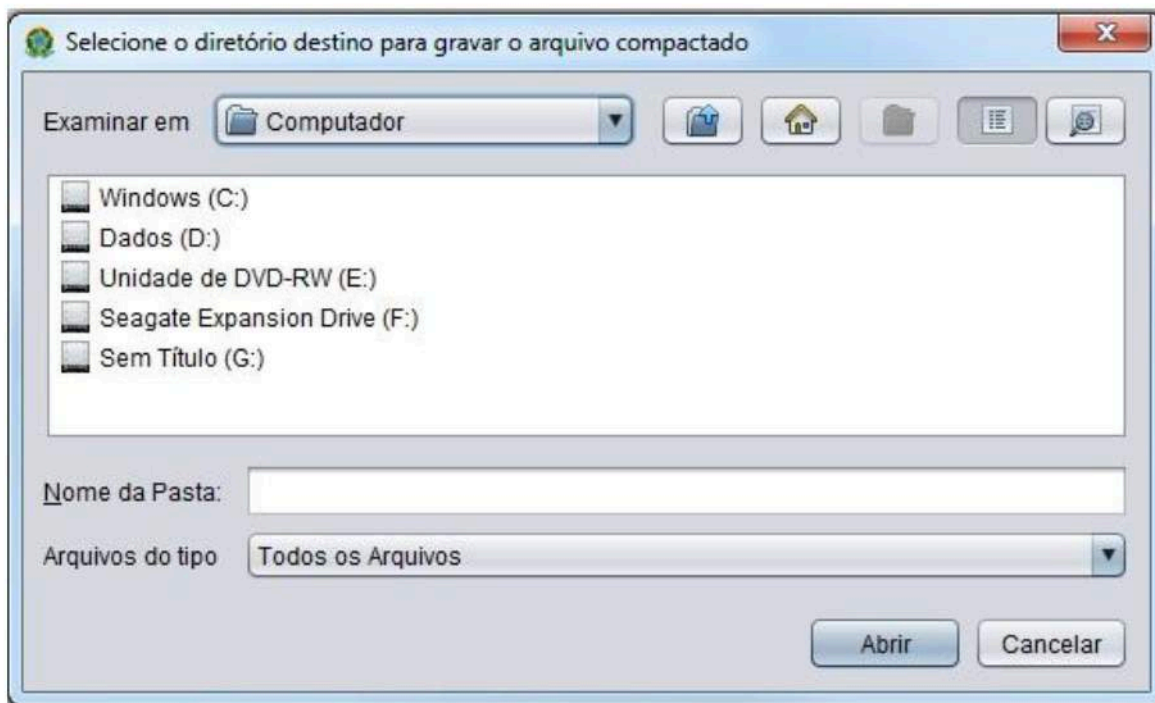 Selecione o diretório destino para gravar o arquivo compactado
Examinar em Computador
Windows (C:)
Dados (D:)
Unidade de DVD-RW (E:)
Seagate Expansion Drive (F:)
Sem Título (G:)
Nome da Pasta:
Arquivos do tipo Todos os Arquivos
Abrir Cancelar